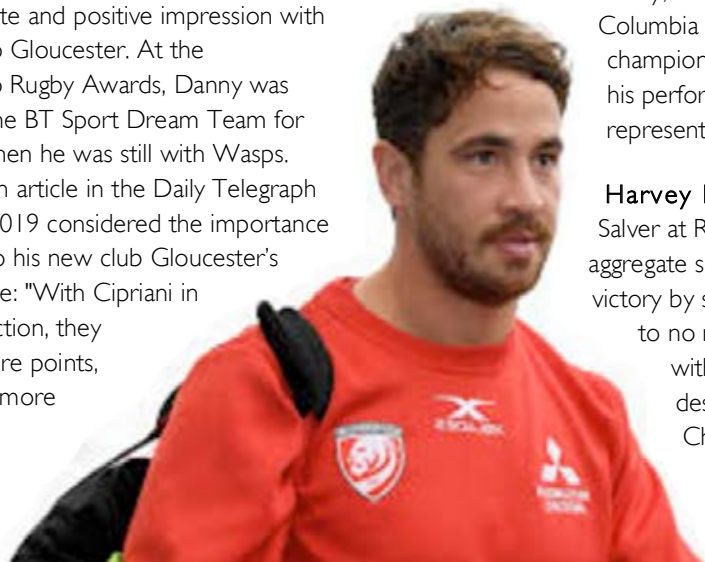 te and positive impression with
Gloucester. At the
Rugby Awards, Danny was
he BT Sport Dream Team for
hen he was still with Wasps.
n article in the Daily Telegraph
019 considered the importance
o his new club Gloucester’s
e: "With Cipriani in
ction, they
re points,
more
Columbia
champion
his perfor
represent
Harvey
Salver at R
aggregate s
victory by s
to no
with
des
Ch